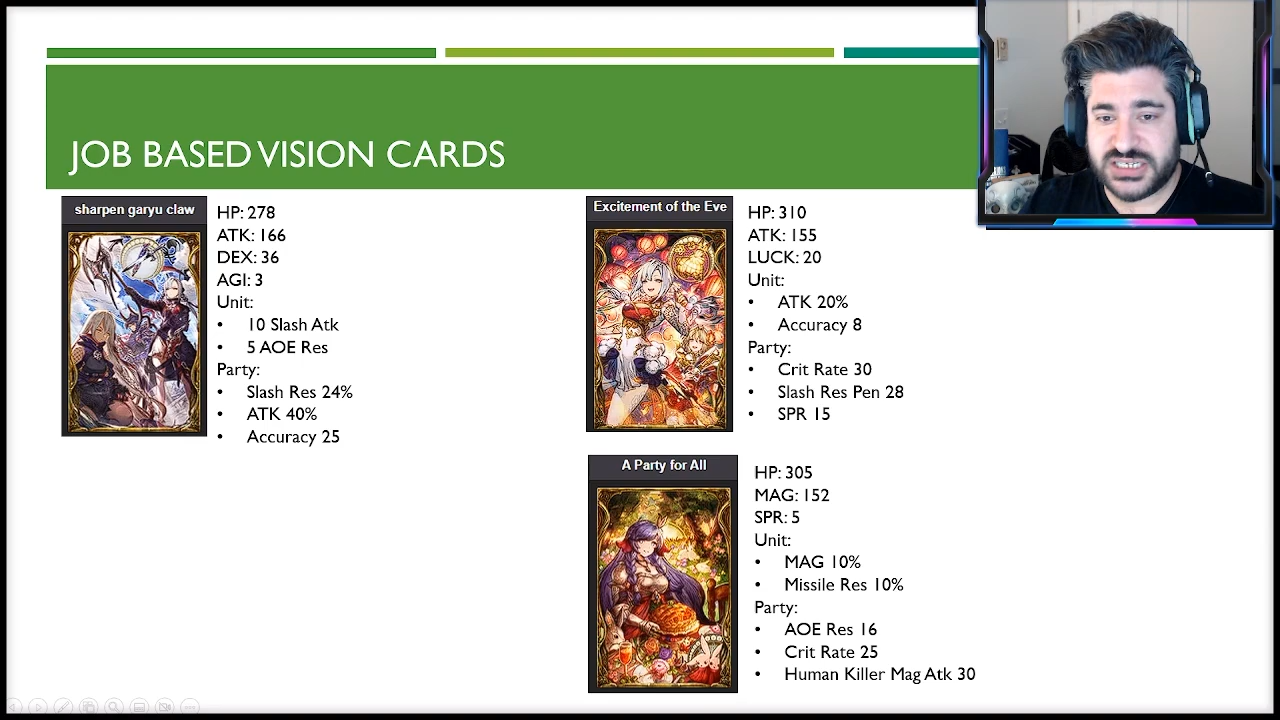 JOB BASED VISION CARDS
sharpen garyu claw
HP: 278
ATK: 166
DEX: 36
AGI: 3
Unit:
• 10 Slash Atk
• 5 AOE Res
Party:
• Slash Res 24%
• ATK 40%
• Accuracy 25
Excitement of the Eve
HP: 310
ATK: 155
LUCK: 20
Unit:
• ATK 20%
• Accuracy 8
Party:
• Crit Rate 30
• Slash Res Pen 28
• SPR 15
A Party for All
HP: 305
MAG: 152
SPR: 5
Unit:
• MAG 10%
• Missile Res 10%
Party:
• AOE Res 16
• Crit Rate 25
• Human Killer Mag Atk 30